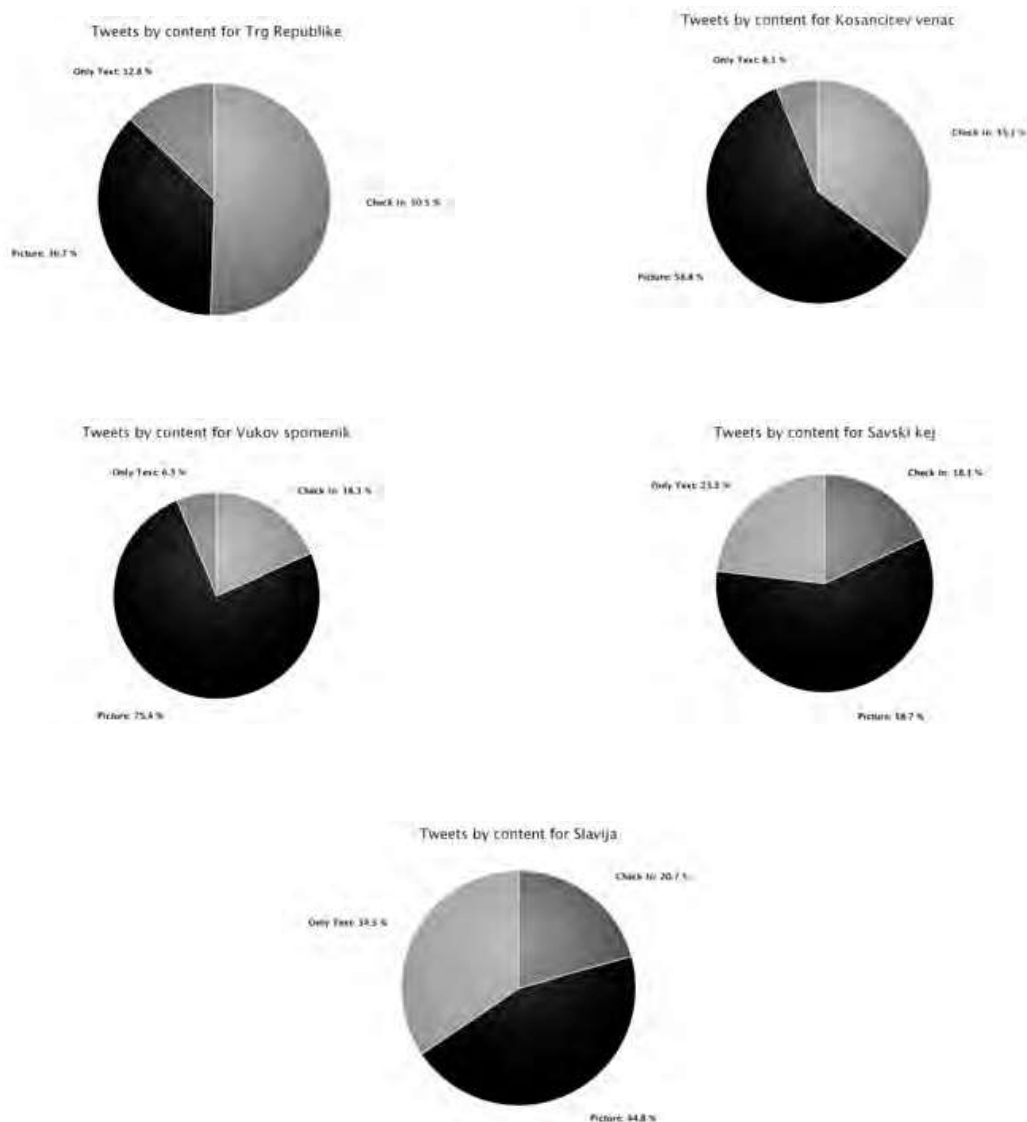 Tweets by content for Trg Republike
Only Text: 12.8 %
Check In: 50.5 %
Picture: 36.7 %
Tweets by content for Kosancicev venac
Only Text: 6.1 %
Check In: 35.1 %
Picture: 58.8 %
Tweets by content for Vukov spomenik
Only Text: 6.3 %
Check In: 18.3 %
Picture: 75.4 %
Tweets by content for Savski kej
Only Text: %
Check In: 18.1 %
Picture: 58.7 %
Tweets by content for Slavija
Check In: 20.7 %
Only Text: 34.5 %
Picture: 44.8 %